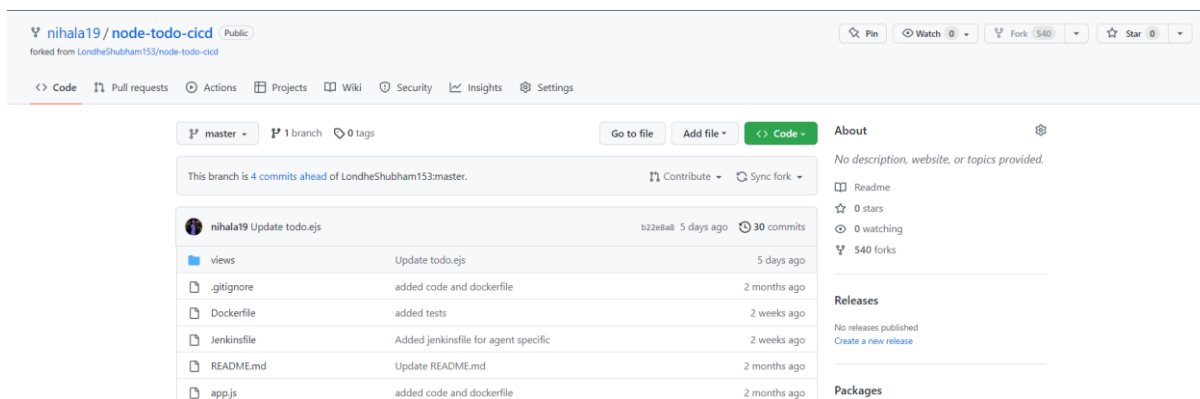 nihala19 / node-todo-cicd Public
forked from LondheShubham153/node-todo-cicd
Pin
Watch 0
Fork 540
Star 0
Code Pull requests Actions Projects Wiki Security Insights Settings
master 1 branch 0 tags
Go to file Add file Code
This branch is 4 commits ahead of LondheShubham153:master.
Contribute Sync fork
nihala19 Update todo.ejs b22e8a8 5 days ago 30 commits
views Update todo.ejs 5 days ago
.gitignore added code and dockerfile 2 months ago
Dockerfile added tests 2 weeks ago
Jenkinsfile Added jenkinsfile for agent specific 2 weeks ago
README.md Update README.md 2 months ago
app.js added code and dockerfile 2 months ago
About
No description, website, or topics provided.
Readme
0 stars
0 watching
540 forks
Releases
No releases published
Create a new release
Packages